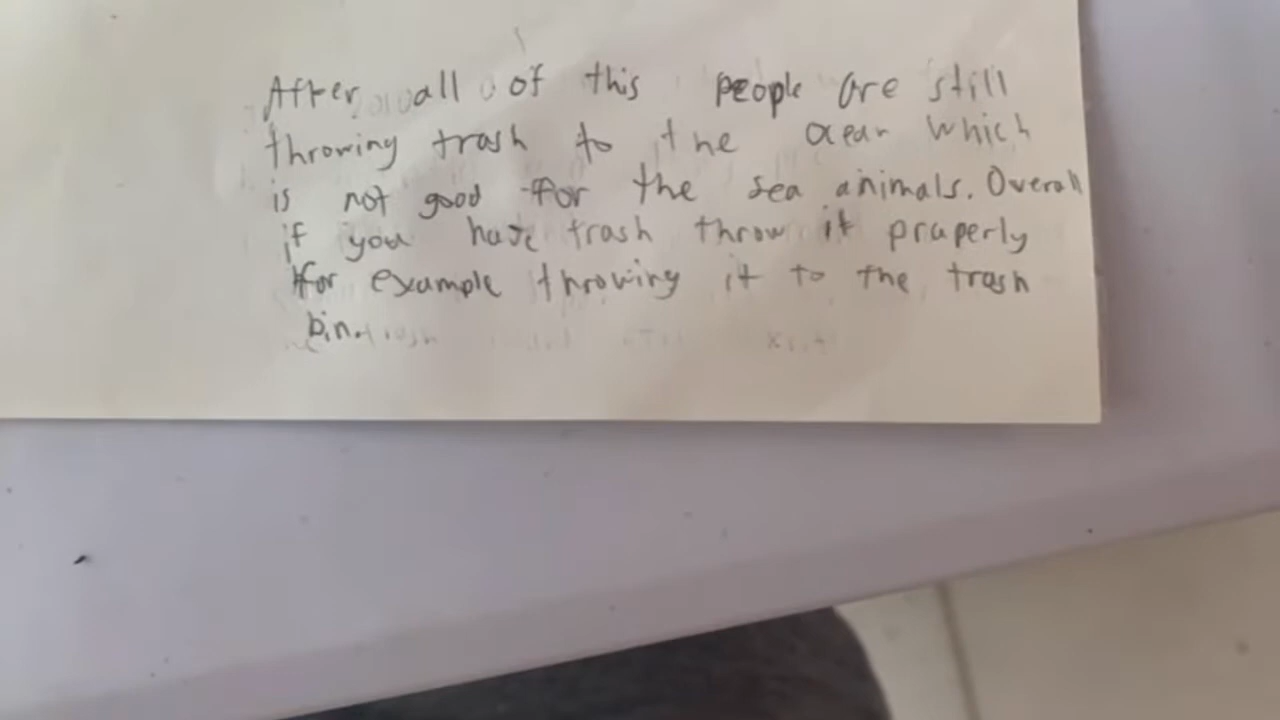 After all of this people are still
throwing trash to the ocean which
is not good for the sea animals. Overall
if you have trash throw it properly
for example throwing it to the trash
bin.